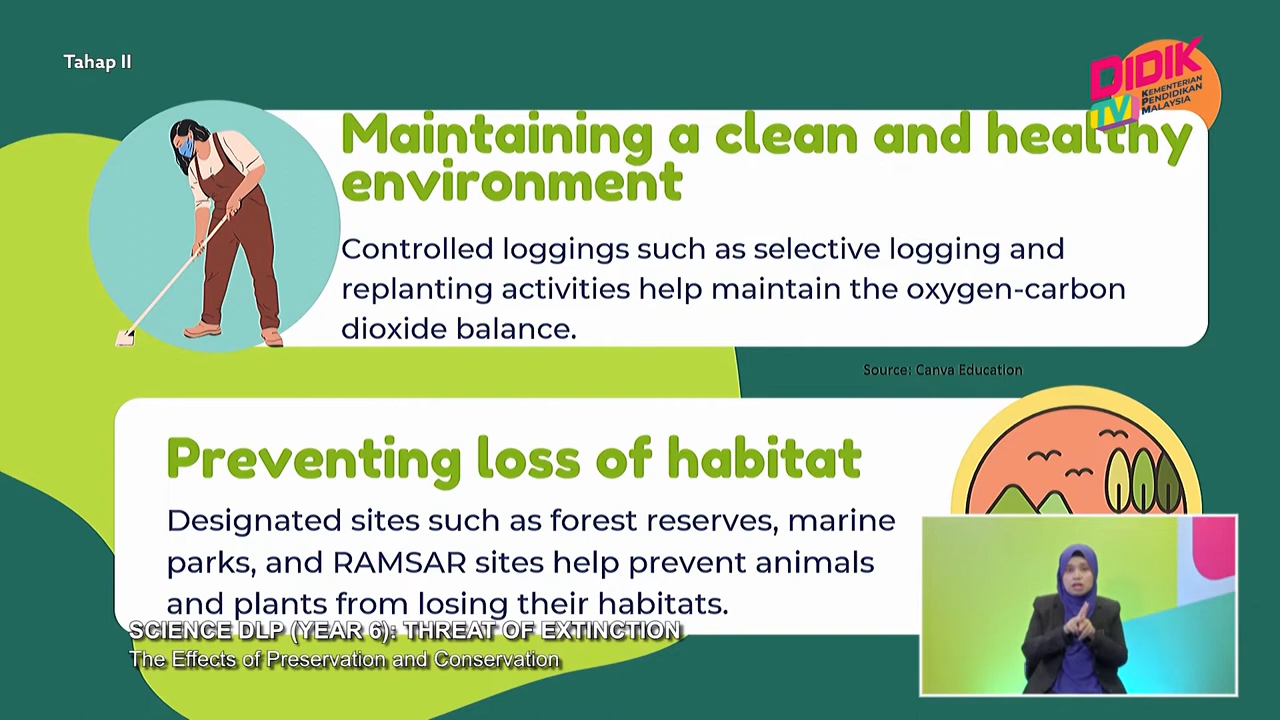 Tahap II
DIDIK
TV
KEMENTERIAN
PENDIDIKAN
MALAYSIA
Maintaining a clean and healthy
environment
Controlled loggings such as selective logging and
replanting activities help maintain the oxygen-carbon
dioxide balance.
Source: Canva Education
Preventing loss of habitat
Designated sites such as forest reserves, marine
parks, and RAMSAR sites help prevent animals
and plants from losing their habitats.
SCIENCE DLP (YEAR 6): THREAT OF EXTINCTION
The Effects of Preservation and Conservation